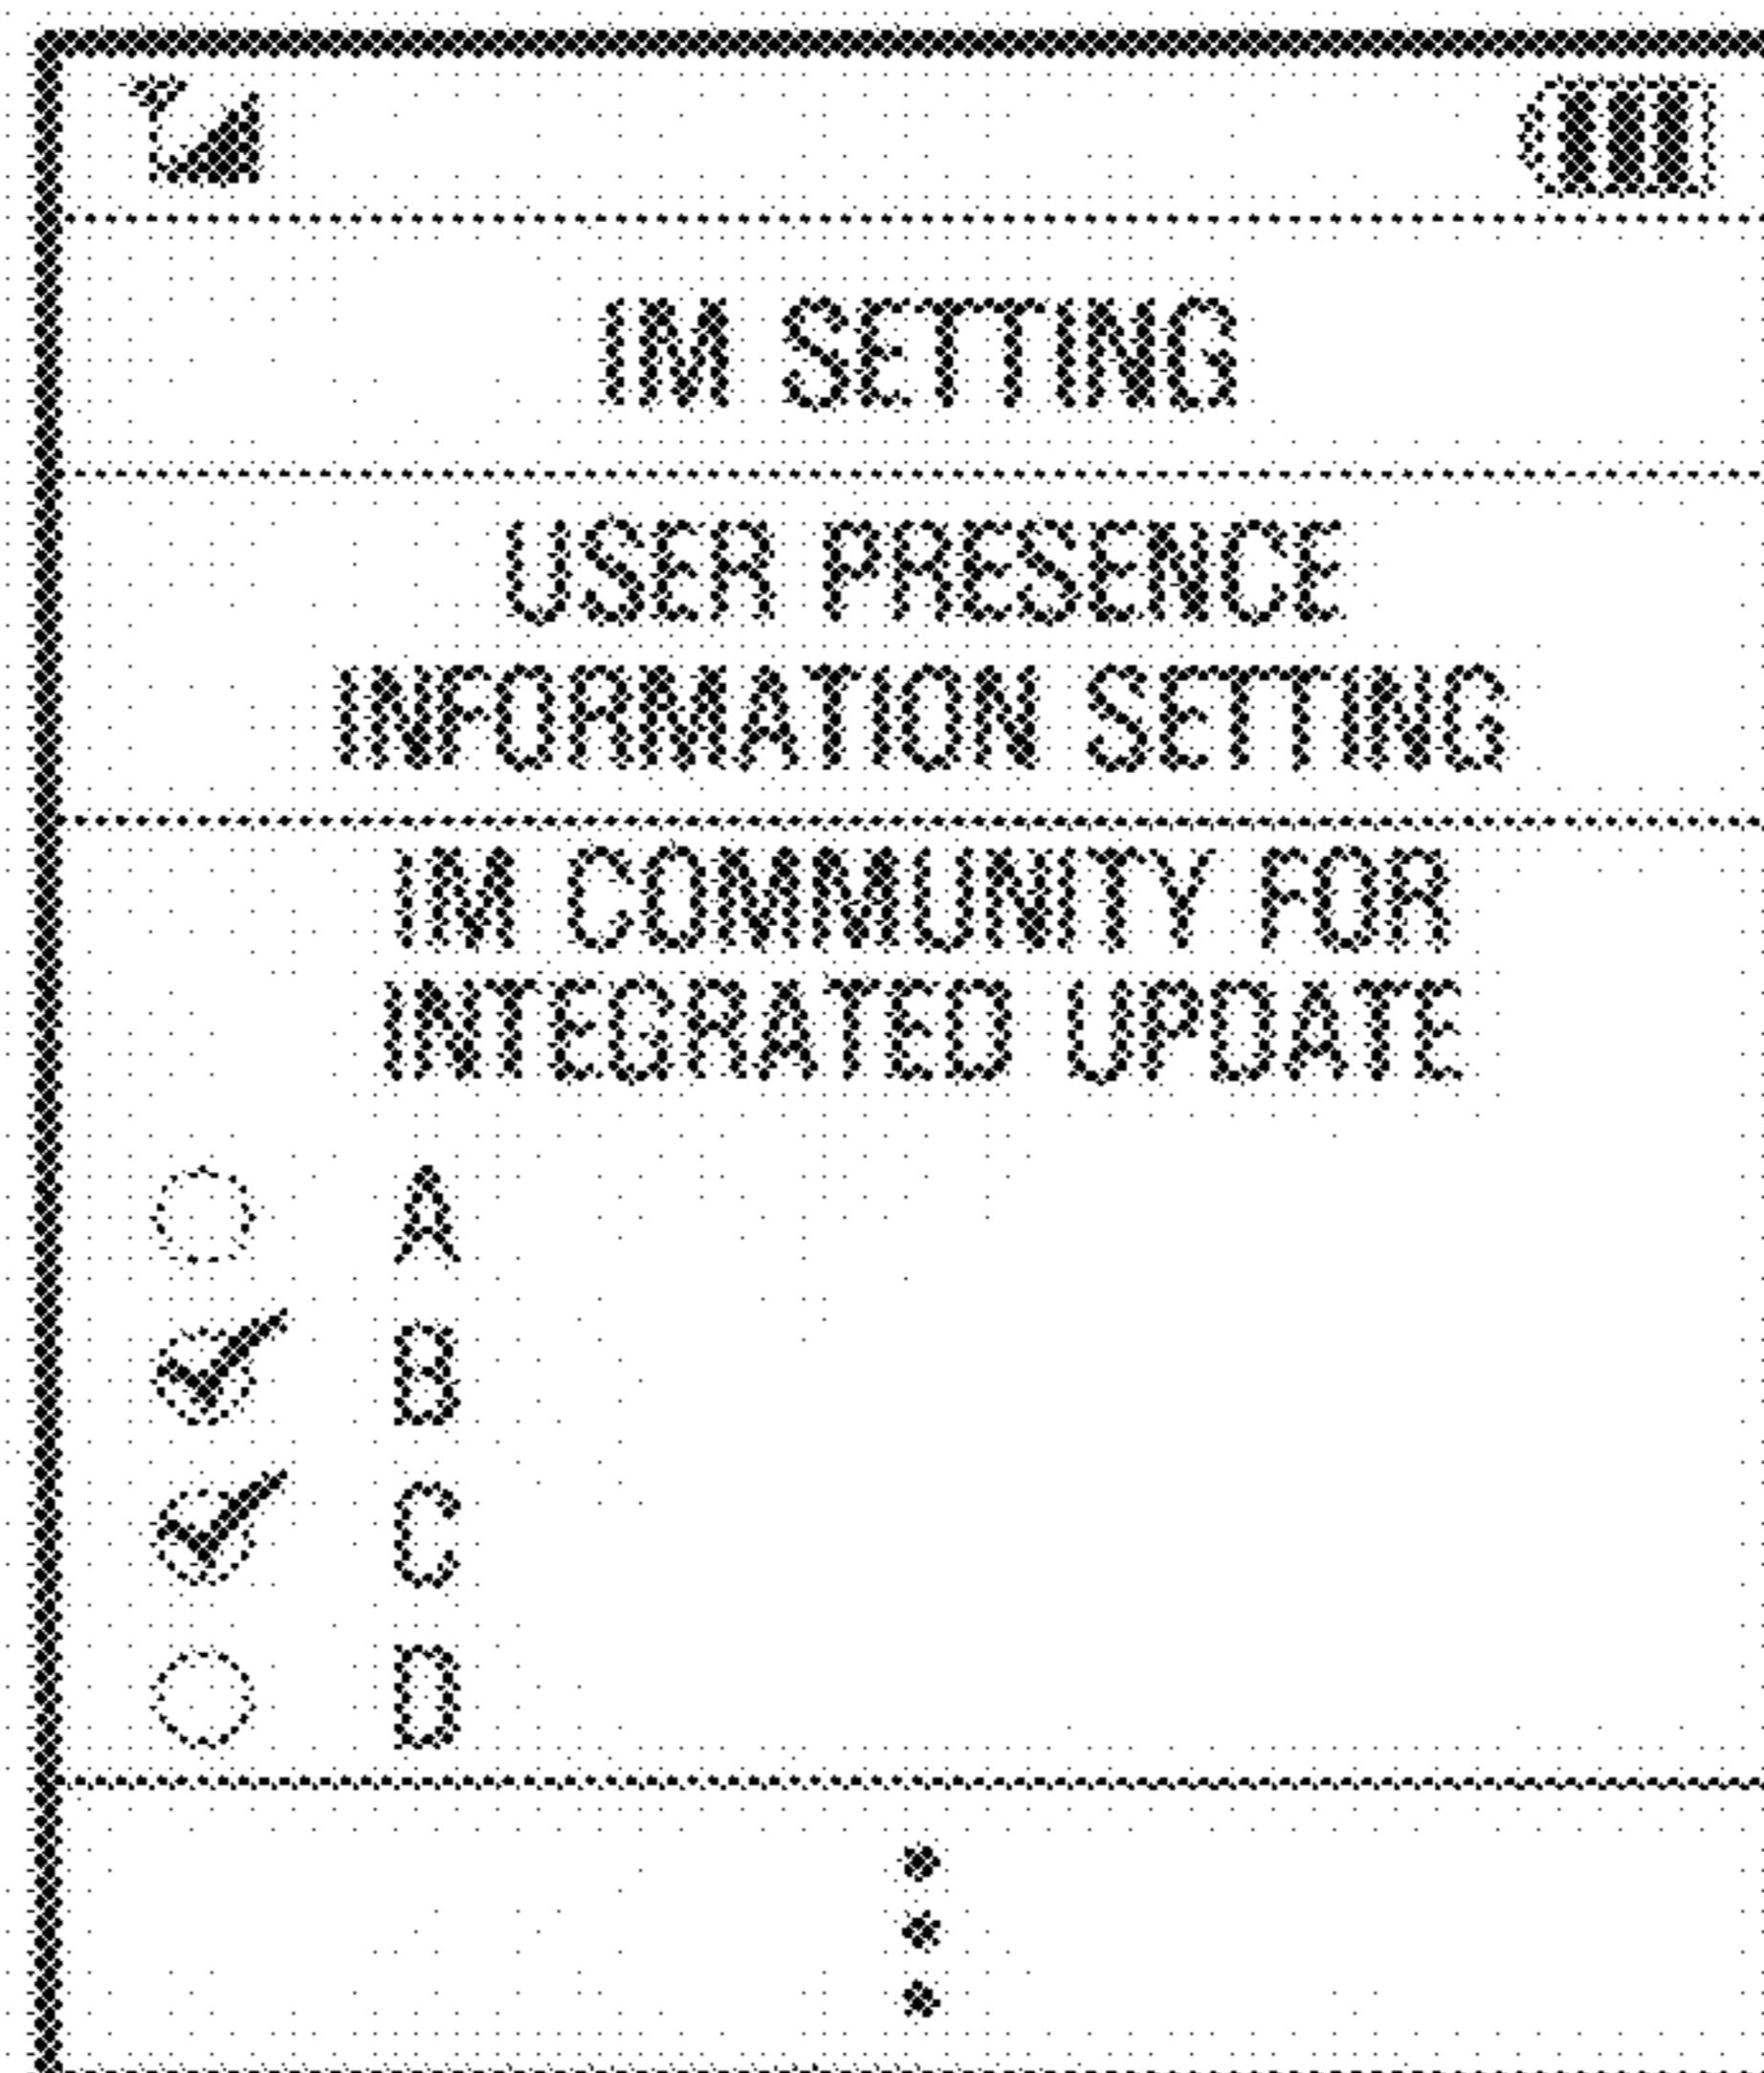 IM SETTING
USER PRESENCE
INFORMATION SETTING
IM COMMUNITY FOR
INTEGRATED UPDATE
A
B
C
D